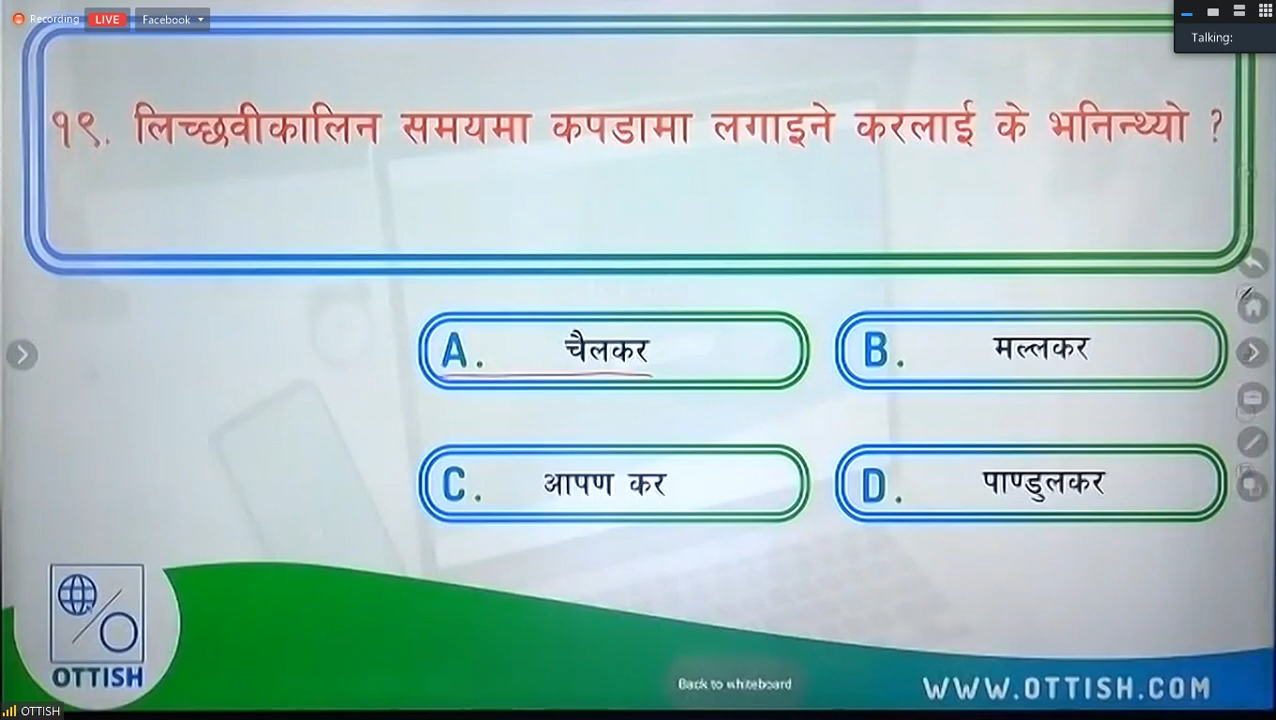 Recording LIVE Facebook
Talking:
१९. लिच्छवीकालिन समयमा कपडामा लगाइने करलाई के भनिन्थ्यो ?
A. चैलकर
B. मल्लकर
C. आपण कर
D. पाण्डुलकर
OTTISH
Back to whiteboard
WWW.OTTISH.COM
OTTISH